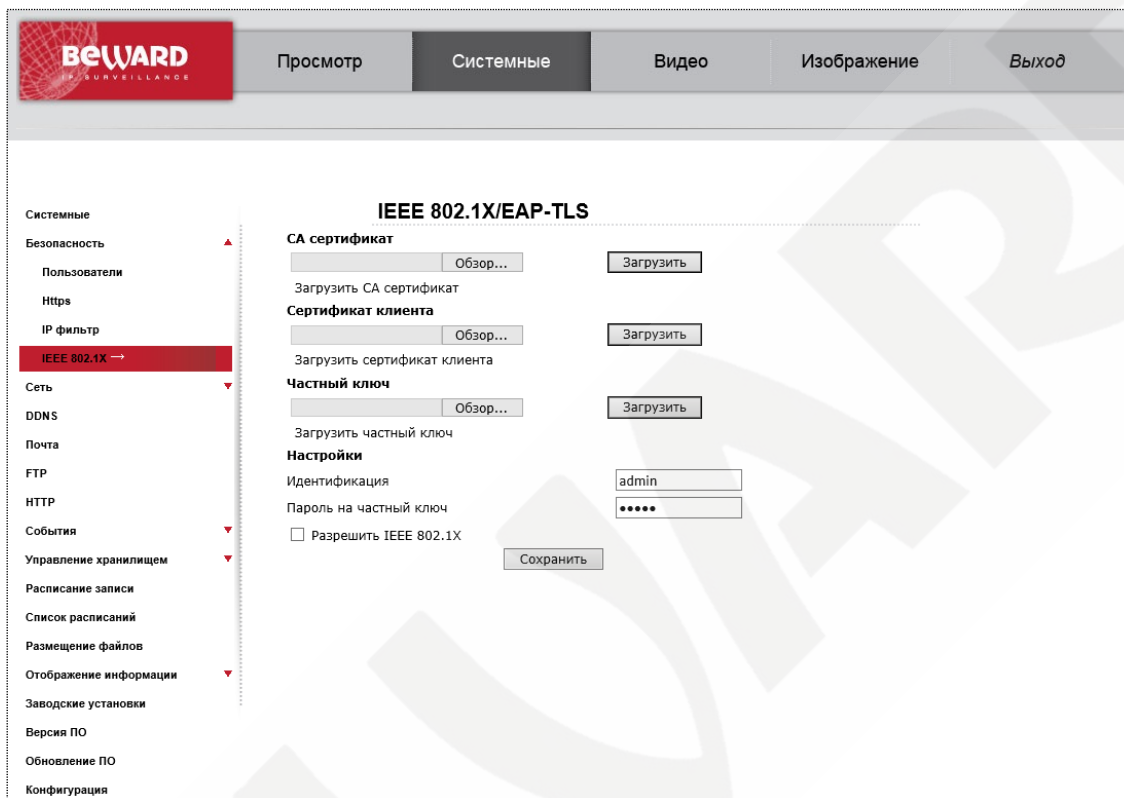 BEWARD
IP SURVEILLANCE
Просмотр
Системные
Видео
Изображение
Выход
Системные
Безопасность
Пользователи
Https
IP фильтр
IEEE 802.1X →
Сеть
DDNS
Почта
FTP
HTTP
События
Управление хранилищем
Расписание записи
Список расписаний
Размещение файлов
Отображение информации
Заводские установки
Версия ПО
Обновление ПО
Конфигурация
IEEE 802.1X/EAP-TLS
CA сертификат
Обзор... Загрузить
Загрузить CA сертификат
Сертификат клиента
Обзор... Загрузить
Загрузить сертификат клиента
Частный ключ
Обзор... Загрузить
Загрузить частный ключ
Настройки
Идентификация admin
Пароль на частный ключ •••••
Разрешить IEEE 802.1X
Сохранить